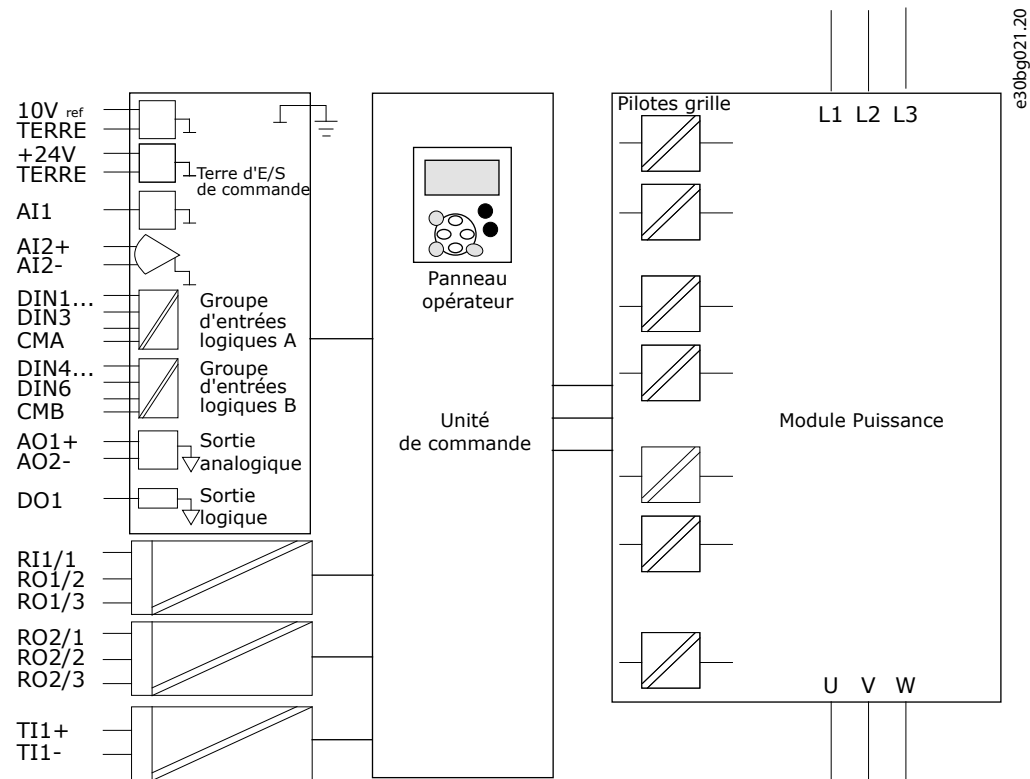 e30bg021.20
10V ref
TERRE
+24V
TERRE
AI1
AI2+
AI2-
DIN1...
DIN3
CMA
DIN4...
DIN6
CMB
AO1+
AO2-
DO1
RI1/1
RO1/2
RO1/3
RO2/1
RO2/2
RO2/3
TI1+
TI1-
Terre d'E/S
de commande
Groupe
d'entrées
logiques A
Groupe
d'entrées
logiques B
Sortie
analogique
Sortie
logique
Panneau
opérateur
Unité
de commande
Pilotes grille
L1 L2 L3
Module Puissance
U V W